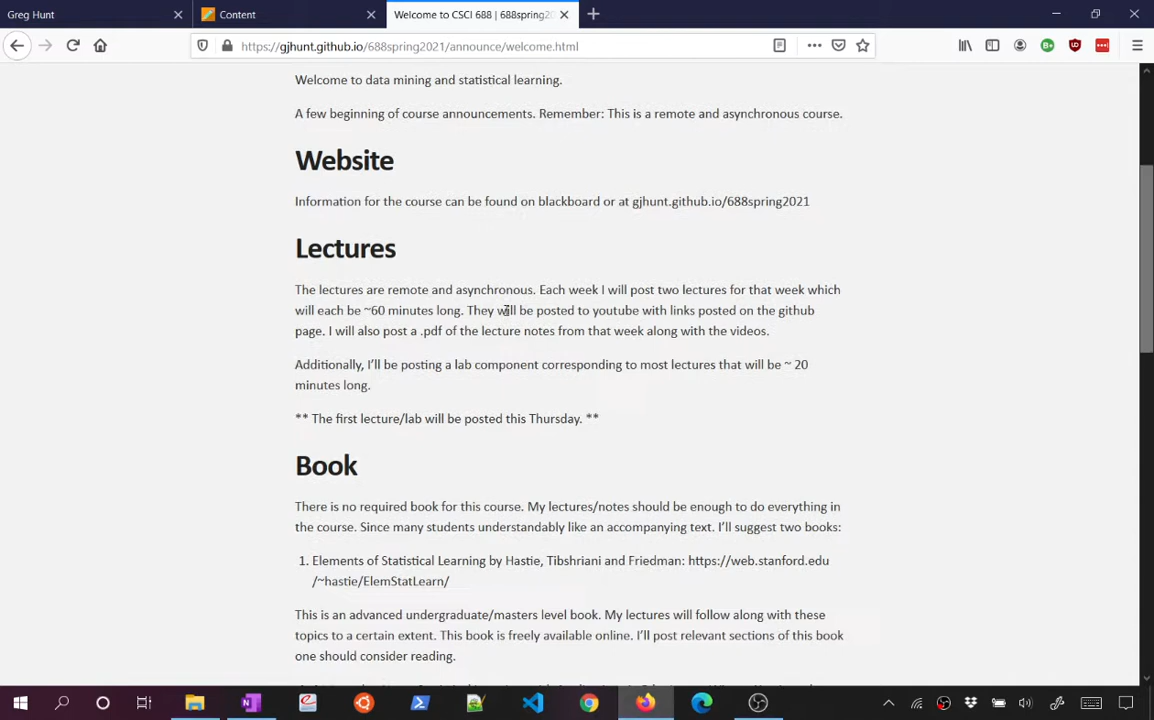 Greg Hunt
Content
Welcome to CSCI 688 | 688spring20
https://gjhunt.github.io/688spring2021/announce/welcome.html
Welcome to data mining and statistical learning.
A few beginning of course announcements. Remember: This is a remote and asynchronous course.
Website
Information for the course can be found on blackboard or at gjhunt.github.io/688spring2021
Lectures
The lectures are remote and asynchronous. Each week I will post two lectures for that week which
will each be ~60 minutes long. They will be posted to youtube with links posted on the github
page. I will also post a .pdf of the lecture notes from that week along with the videos.
Additionally, I'll be posting a lab component corresponding to most lectures that will be ~ 20
minutes long.
** The first lecture/lab will be posted this Thursday. **
Book
There is no required book for this course. My lectures/notes should be enough to do everything in
the course. Since many students understandably like an accompanying text. I'll suggest two books:
1. Elements of Statistical Learning by Hastie, Tibshriani and Friedman: https://web.stanford.edu
/~hastie/ElemStatLearn/
This is an advanced undergraduate/masters level book. My lectures will follow along with these
topics to a certain extent. This book is freely available online. I'll post relevant sections of this book
one should consider reading.